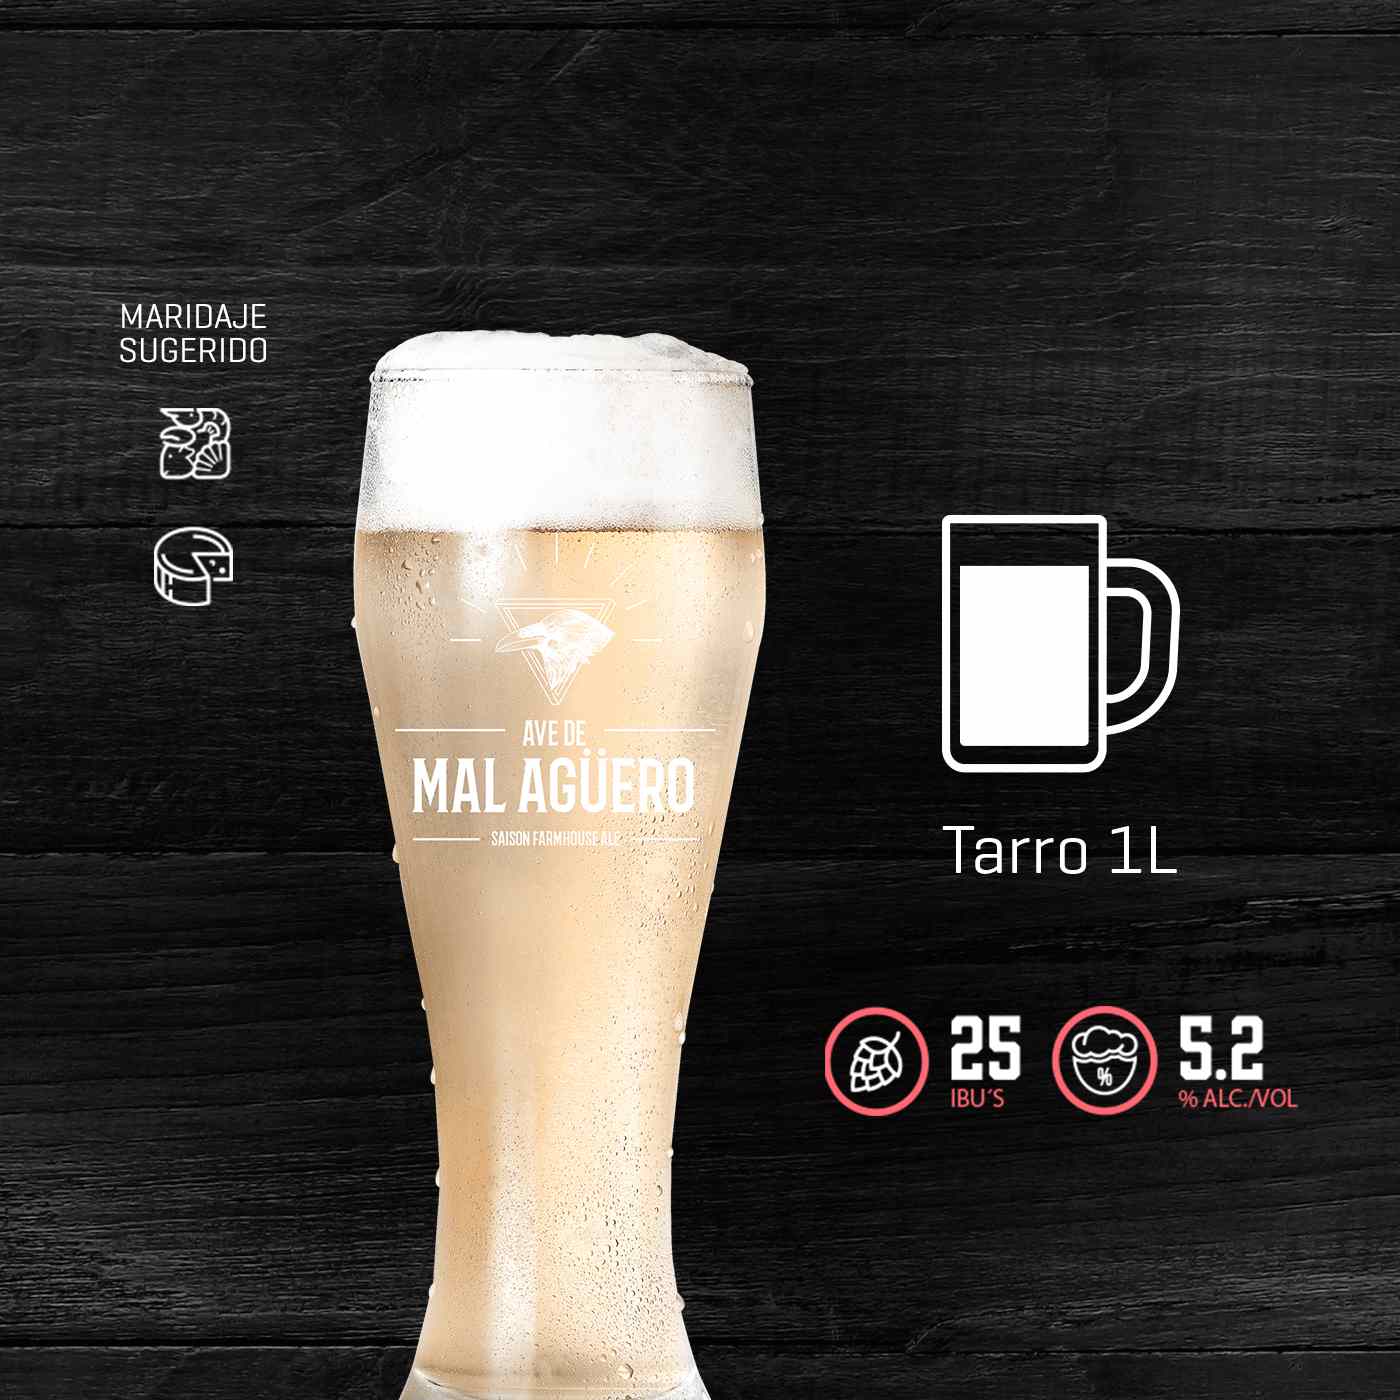 MARIDAJE
SUGERIDO
AVE DE
MAL AGÜERO
SAISON FARMHOUSE ALE
Tarro 1L
25
IBU´S
%
5.2
% ALC./VOL